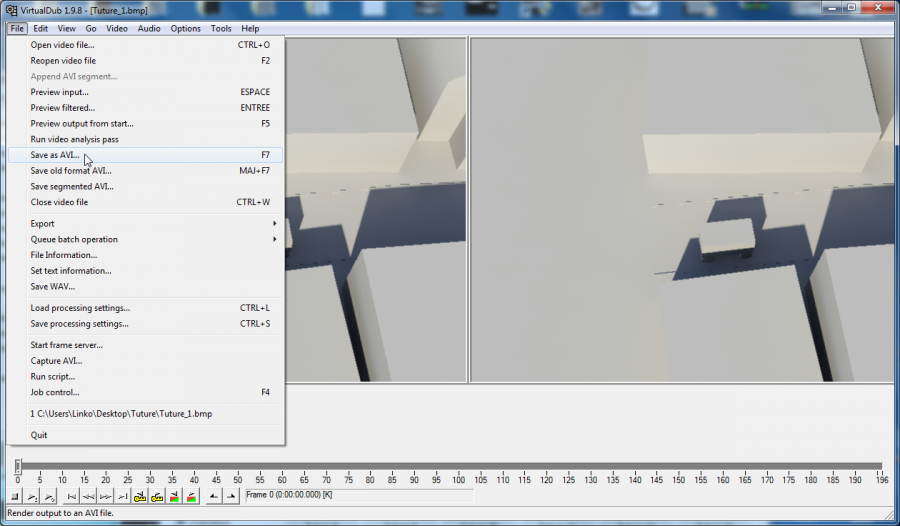 VirtualDub 1.9.8 - [Tuture_1.bmp]
File Edit View Go Video Audio Options Tools Help
Open video file... CTRL+O
Reopen video file F2
Append AVI segment...
Preview input... ESPACE
Preview filtered... ENTREE
Preview output from start... F5
Run video analysis pass
Save as AVI... F7
Save old format AVI... MAJ+F7
Save segmented AVI...
Close video file CTRL+W
Export
Queue batch operation
File Information...
Set text information...
Save WAV...
Load processing settings... CTRL+L
Save processing settings... CTRL+S
Start frame server...
Capture AVI...
Run script...
Job control... F4
1 C:\Users\Linko\Desktop\Tuture\Tuture_1.bmp
Quit
0 5 10 15 20 25 30 35 40 45 50 55 60 65 70 75 80 85 90 95 100 105 110 115 120 125 130 135 140 145 150 155 160 165 170 175 180 185 190 196
Frame 0 (0:00:00.000) [K]
Render output to an AVI file.